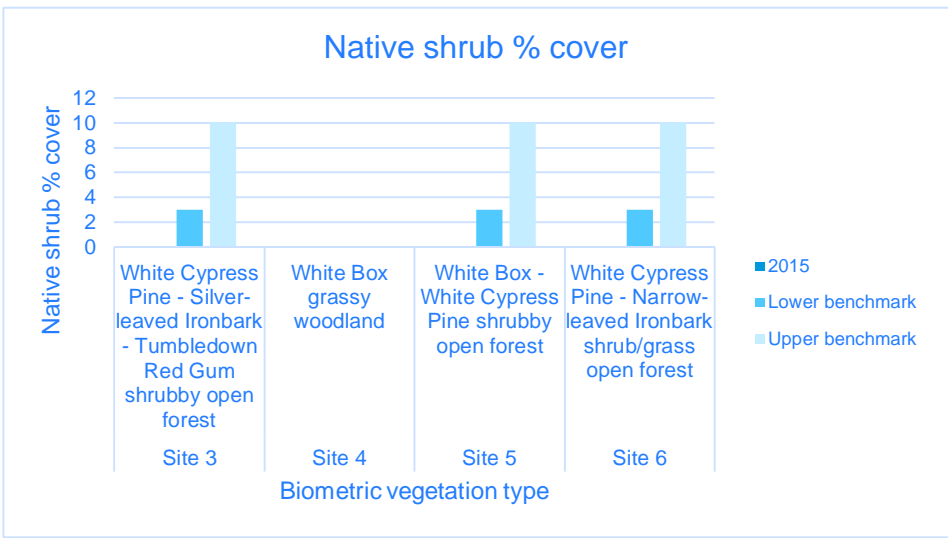 Native shrub % cover
Native shrub % cover
12
10
8
6
4
2
0
White Cypress
Pine - Silver-
leaved Ironbark
- Tumbledown
Red Gum
shrubby open
forest
White Box
grassy
woodland
White Box -
White Cypress
Pine shrubby
open forest
White Cypress
Pine - Narrow-
leaved Ironbark
shrub/grass
open forest
Site 3
Site 4
Site 5
Site 6
Biometric vegetation type
2015
Lower benchmark
Upper benchmark